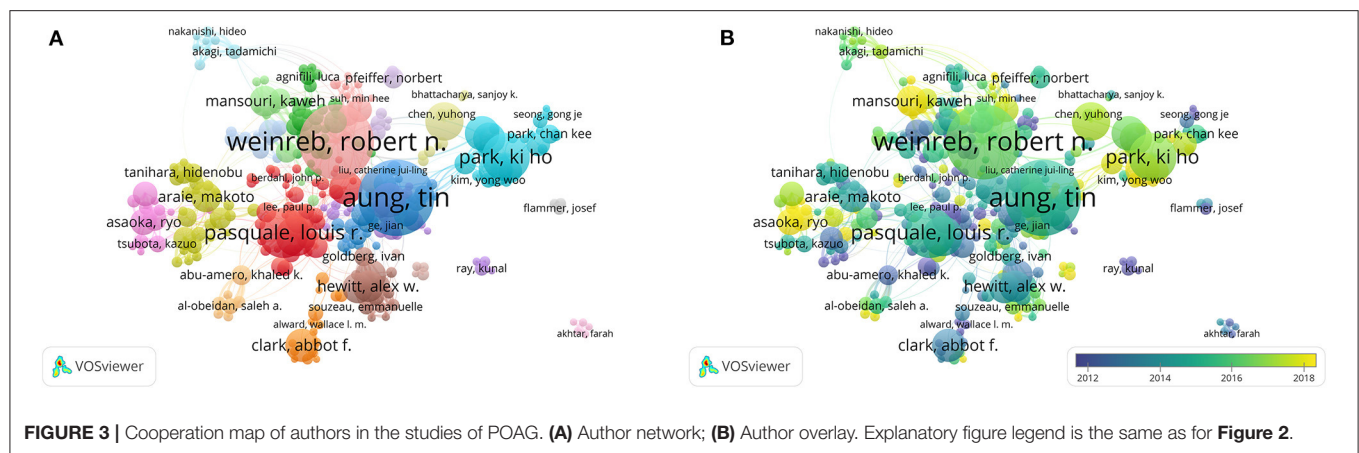 A
nakanishi, hideo
akagi, tadamichi
agnifili, luca
pfeiffer, norbert
mansouri, kaweh
suh, min hee
bhattacharya, sanjoy k.
chen, yuhong
seong, gong je
park, chan kee
weinreb, robert n.
park, ki ho
tanihara, hidenobu
berdahl, john p.
liu, catherine jui-ling
kim, yong woo
araie, makoto
aung, tin
asaoka, ryo
lee, paul p.
flammer, josef
tsubota, kazuo
pasquale, louis r.
ge, jian
goldberg, ivan
abu-amero, khaled k.
ray, kunal
hewitt, alex w.
al-obeidan, saleh a.
souzeau, emmanuelle
alward, wallace l. m.
akhtar, farah
clark, abbot f.
VOSviewer
B
nakanishi, hideo
akagi, tadamichi
agnifili, luca
pfeiffer, norbert
mansouri, kaweh
suh, min hee
bhattacharya, sanjoy k.
chen, yuhong
seong, gong je
park, chan kee
weinreb, robert n.
park, ki ho
tanihara, hidenobu
berdahl, john p.
liu, catherine jui-ling
kim, yong woo
araie, makoto
aung, tin
asaoka, ryo
lee, paul p.
flammer, josef
tsubota, kazuo
pasquale, louis r.
ge, jian
goldberg, ivan
abu-amero, khaled k.
ray, kunal
hewitt, alex w.
al-obeidan, saleh a.
souzeau, emmanuelle
alward, wallace l. m.
akhtar, farah
clark, abbot f.
VOSviewer
2012 2014 2016 2018
FIGURE 3 | Cooperation map of authors in the studies of POAG. (A) Author network; (B) Author overlay. Explanatory figure legend is the same as for Figure 2.